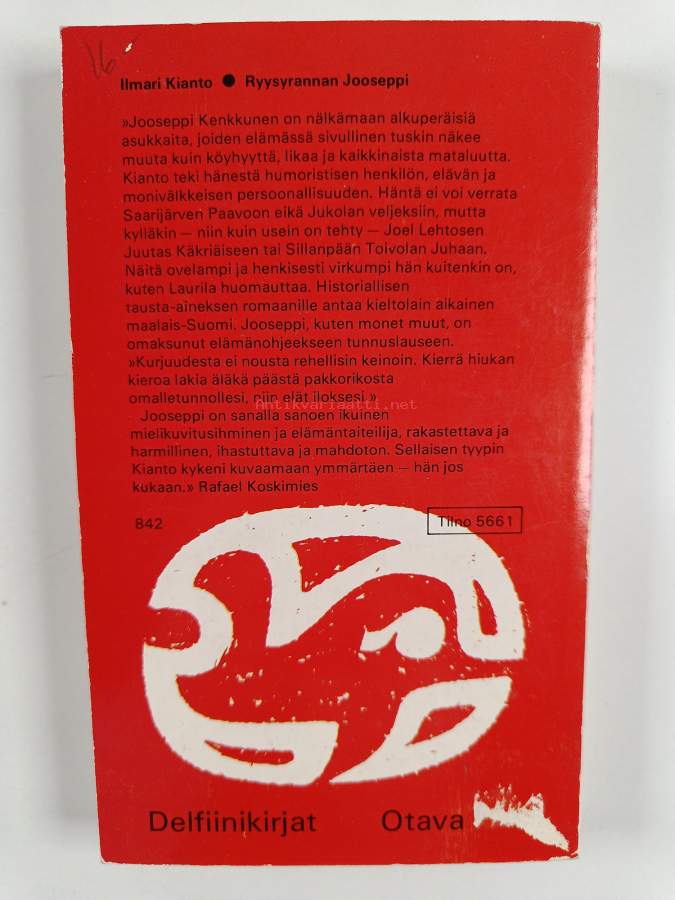 16
Ilmari Kianto ● Ryysyrannan Jooseppi
»Jooseppi Kenkkunen on nälkämaan alkuperäisiä
asukkaita, joiden elämässä sivullinen tuskin näkee
muuta kuin köyhyyttä, likaa ja kaikkinaista mataluutta.
Kianto teki hänestä humoristisen henkilön, elävän ja
monivälkkeisen persoonallisuuden. Häntä ei voi verrata
Saarijärven Paavoon eikä Jukolan veljeksiin, mutta
kylläkin — niin kuin usein on tehty — Joel Lehtosen
Juutas Käkriäiseen tai Sillanpään Toivolan Juhaan.
Näitä ovelampi ja henkisesti virkumpi hän kuitenkin on,
kuten Laurila huomauttaa. Historiallisen
tausta-aineksen romaanille antaa kieltolain aikainen
maalais-Suomi. Jooseppi, kuten monet muut, on
omaksunut elämänohjeekseen tunnuslauseen.
»Kurjuudesta ei nousta rehellisin keinoin. Kierrä hiukan
kieroa lakia äläkä päästä pakkorikosta
omalletunnollesi, niin elät iloksesi.»
Antikvariaatti.net
Jooseppi on sanalla sanoen ikuinen
mielikuvitusihminen ja elämäntaiteilija, rakastettava ja
harmillinen, ihastuttava ja mahdoton. Sellaisen tyypin
Kianto kykeni kuvaamaan ymmärtäen — hän jos
kukaan.» Rafael Koskimies
842 Tilno 5661
Delfiinikirjat Otava